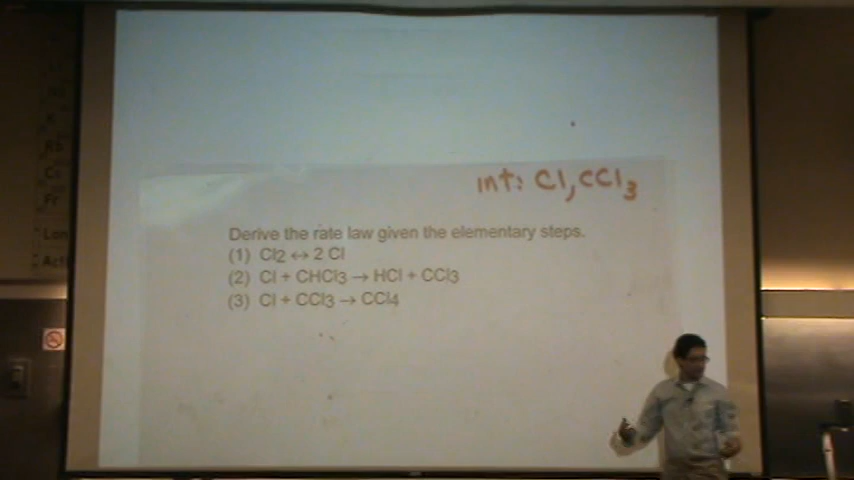 int: Cl, CCl3
Derive the rate law given the elementary steps.
(1) Cl2 ↔ 2 Cl
(2) Cl + CHCl3 → HCl + CCl3
(3) Cl + CCl3 → CCl4